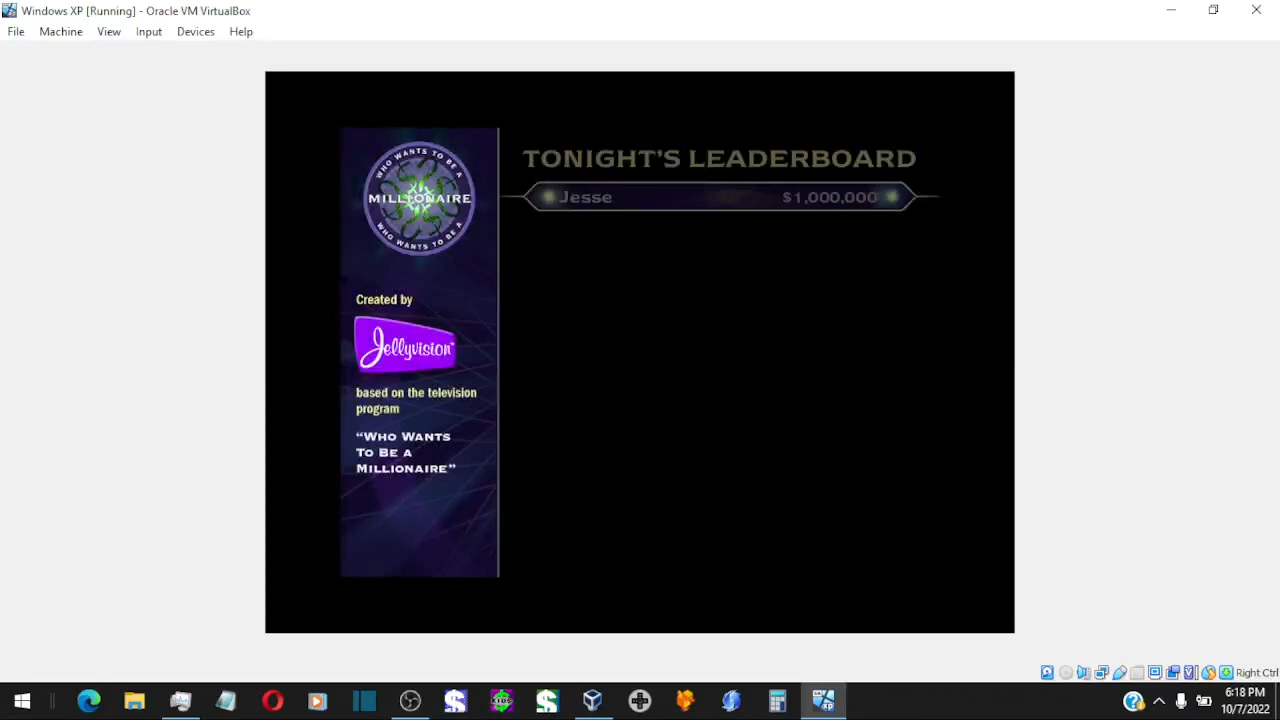 Windows XP [Running] - Oracle VM VirtualBox
File Machine View Input Devices Help
WHO WANTS TO BE A
MILLIONAIRE
WHO WANTS TO BE A
TONIGHT'S LEADERBOARD
Jesse $1,000,000
Created by
Jellyvision™
based on the television
program
“WHO WANTS
TO BE A
MILLIONAIRE”
Right Ctrl
6:18 PM
10/7/2022